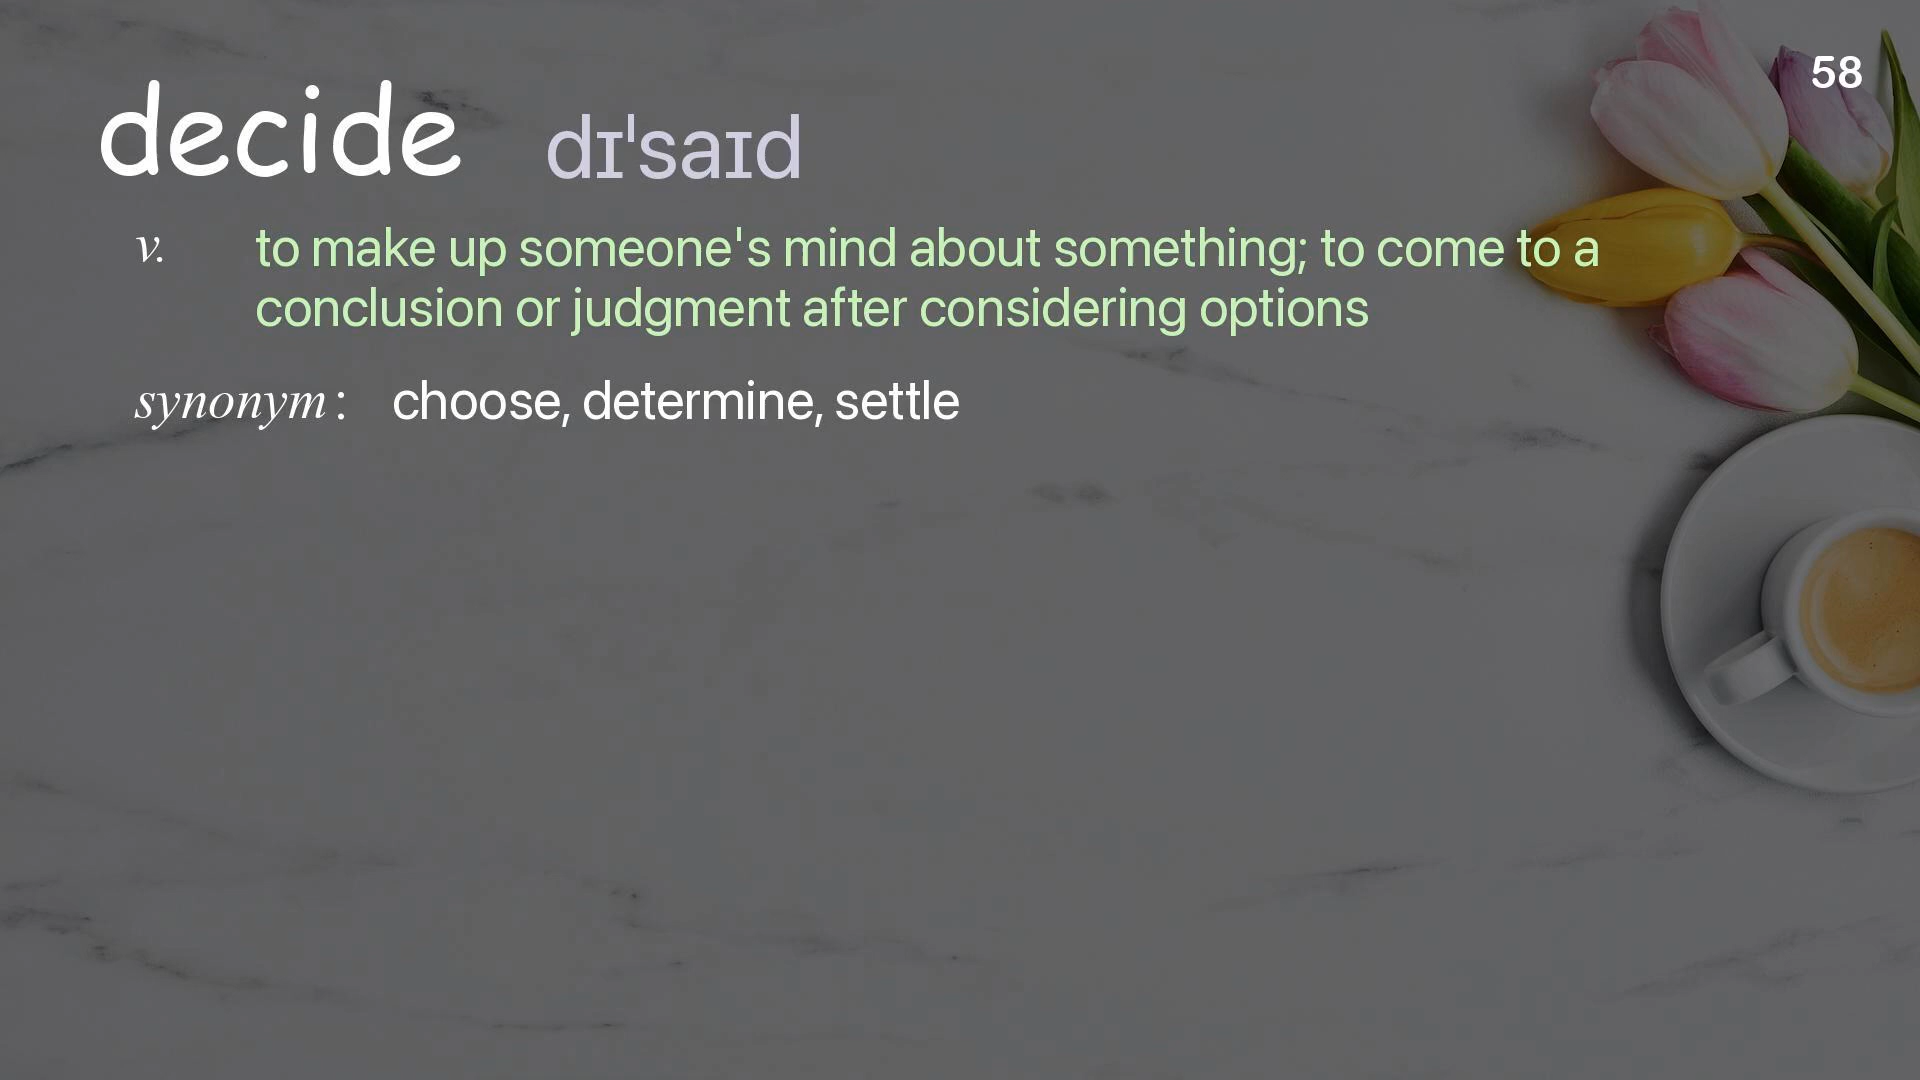 58
decide dɪˈsaɪd
v. to make up someone's mind about something; to come to a
conclusion or judgment after considering options
synonym: choose, determine, settle